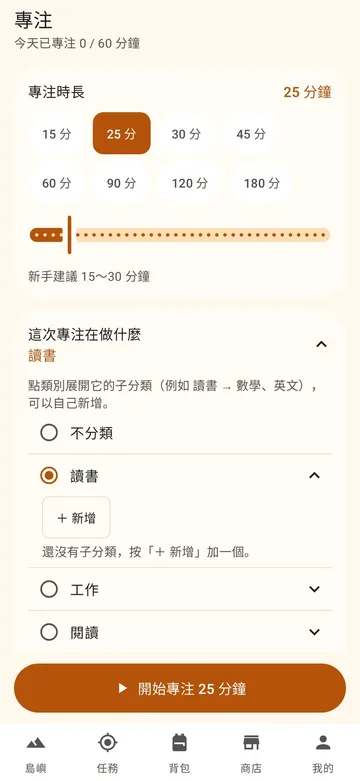 專注
今天已專注 0 / 60 分鐘
專注時長
25 分鐘
15 分
25 分
30 分
45 分
60 分
90 分
120 分
180 分
新手建議 15～30 分鐘
這次專注在做什麼
讀書
點類別展開它的子分類（例如 讀書 → 數學、英文），
可以自己新增。
不分類
讀書
＋ 新增
還沒有子分類，按「＋ 新增」加一個。
工作
閱讀
開始專注 25 分鐘
島嶼
任務
背包
商店
我的